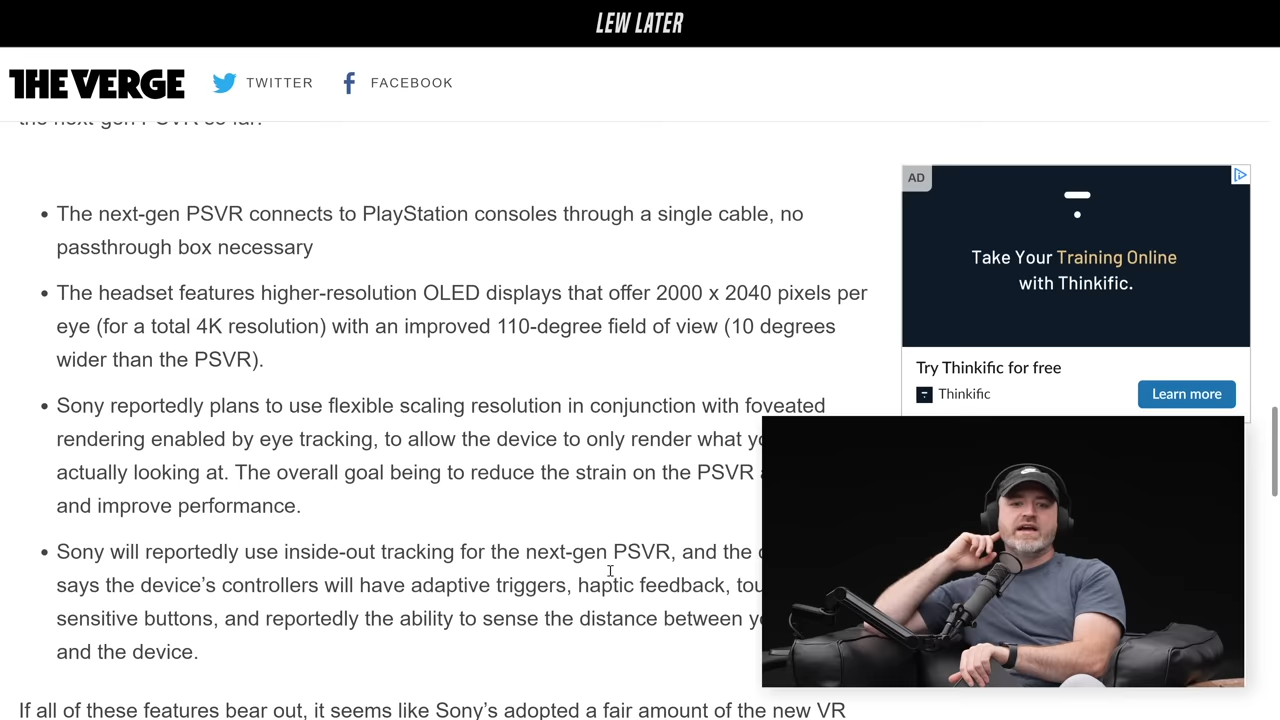 LEW LATER
THE VERGE
TWITTER
FACEBOOK
the next-gen PSVR so far:
The next-gen PSVR connects to PlayStation consoles through a single cable, no
passthrough box necessary
The headset features higher-resolution OLED displays that offer 2000 x 2040 pixels per
eye (for a total 4K resolution) with an improved 110-degree field of view (10 degrees
wider than the PSVR).
Sony reportedly plans to use flexible scaling resolution in conjunction with foveated
rendering enabled by eye tracking, to allow the device to only render what
actually looking at. The overall goal being to reduce the strain on the PSVR
and improve performance.
Sony will reportedly use inside-out tracking for the next-gen PSVR, and the
says the device's controllers will have adaptive triggers, haptic feedback,
sensitive buttons, and reportedly the ability to sense the distance between
and the device.
If all of these features bear out, it seems like Sony's adopted a fair amount of the new VR
AD
Take Your Training Online
with Thinkific.
Try Thinkific for free
Thinkific
Learn more